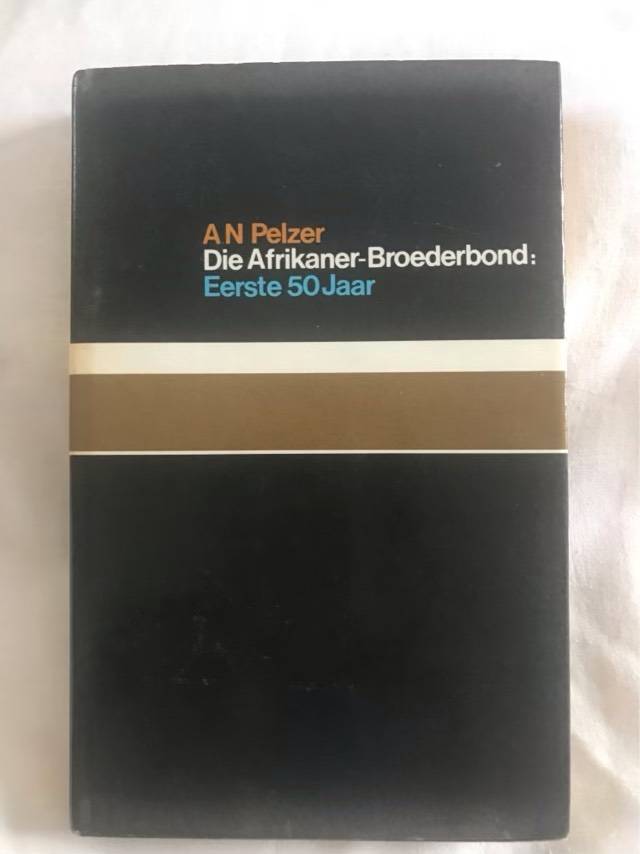 A N Pelzer
Die Afrikaner-Broederbond:
Eerste 50 Jaar